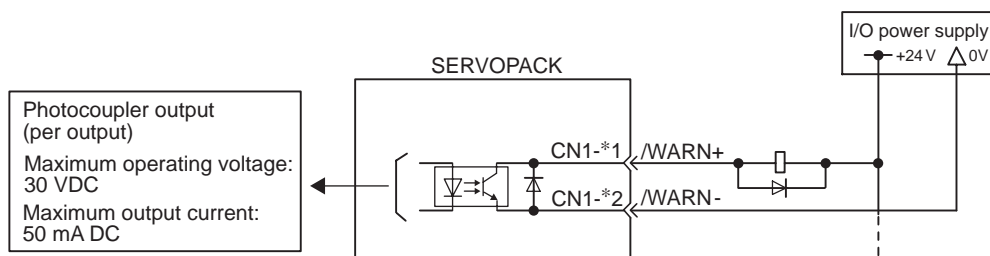 I/O power supply
+24 V 0V
SERVOPACK
Photocoupler output
(per output)
Maximum operating voltage:
30 VDC
Maximum output current:
50 mA DC
CN1-*1 /WARN+
CN1-*2 /WARN-